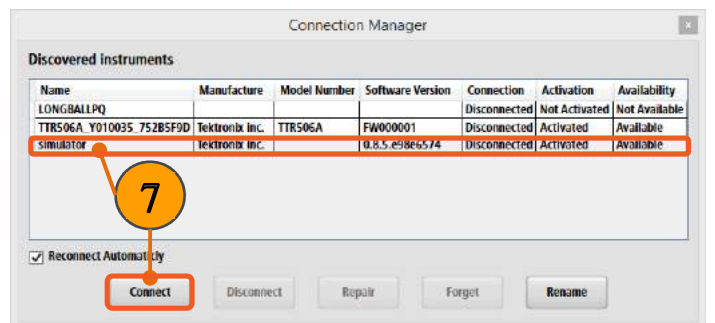 Connection Manager
x
Discovered instruments
Name Manufacture Model Number Software Version Connection Activation Availability
LONGBALLPQ Disconnected Not Activated Not Available
TTR506A_Y010035_752B5F9D Tektronix Inc. TTR506A FW000001 Disconnected Activated Available
simulator Tektronix Inc. 0.8.5.e98e6574 Disconnected Activated Available
7
Reconnect Automaticly
Connect Disconnect Repair Forget Rename